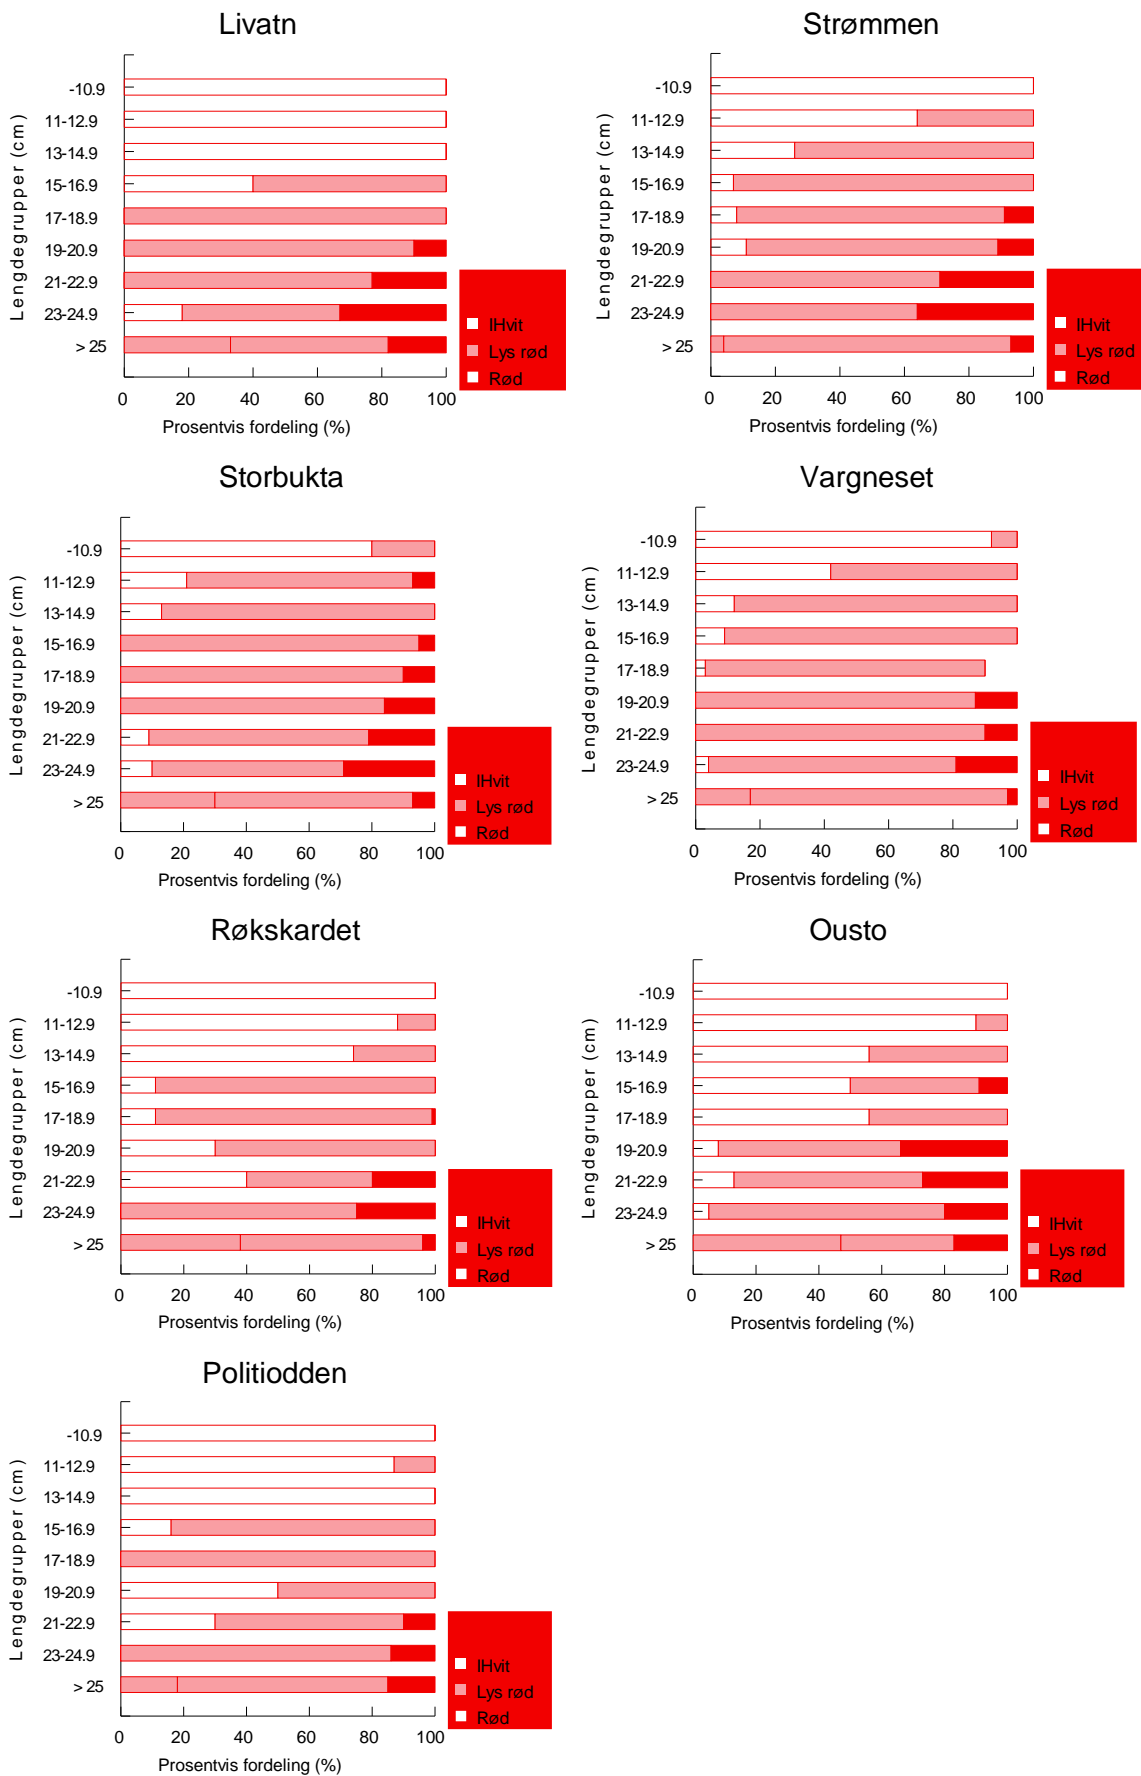 Livatn
Lengdegrupper (cm)
-10.9
11-12.9
13-14.9
15-16.9
17-18.9
19-20.9
21-22.9
23-24.9
> 25
0 20 40 60 80 100
Prosentvis fordeling (%)
IHvit
Lys rød
Rød
Strømmen
Lengdegrupper (cm)
-10.9
11-12.9
13-14.9
15-16.9
17-18.9
19-20.9
21-22.9
23-24.9
> 25
0 20 40 60 80 100
Prosentvis fordeling (%)
IHvit
Lys rød
Rød
Storbukta
Lengdegrupper (cm)
-10.9
11-12.9
13-14.9
15-16.9
17-18.9
19-20.9
21-22.9
23-24.9
> 25
0 20 40 60 80 100
Prosentvis fordeling (%)
IHvit
Lys rød
Rød
Vargneset
Lengdegrupper (cm)
-10.9
11-12.9
13-14.9
15-16.9
17-18.9
19-20.9
21-22.9
23-24.9
> 25
0 20 40 60 80 100
Prosentvis fordeling (%)
IHvit
Lys rød
Rød
Røkskardet
Lengdegrupper (cm)
-10.9
11-12.9
13-14.9
15-16.9
17-18.9
19-20.9
21-22.9
23-24.9
> 25
0 20 40 60 80 100
Prosentvis fordeling (%)
IHvit
Lys rød
Rød
Ousto
Lengdegrupper (cm)
-10.9
11-12.9
13-14.9
15-16.9
17-18.9
19-20.9
21-22.9
23-24.9
> 25
0 20 40 60 80 100
Prosentvis fordeling (%)
IHvit
Lys rød
Rød
Politiodden
Lengdegrupper (cm)
-10.9
11-12.9
13-14.9
15-16.9
17-18.9
19-20.9
21-22.9
23-24.9
> 25
0 20 40 60 80 100
Prosentvis fordeling (%)
IHvit
Lys rød
Rød